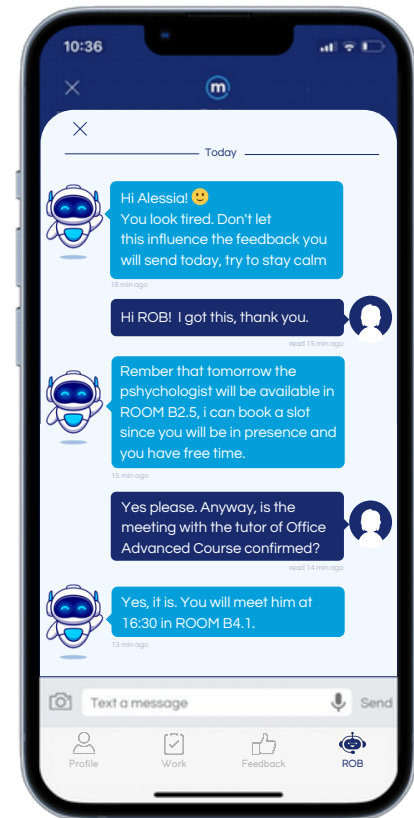 10:36
m
Today
Hi Alessia! 🙂
You look tired. Don't let
this influence the feedback you
will send today, try to stay calm
16 min ago
Hi ROB!  I got this, thank you.
read 15 min ago
Rember that tomorrow the
pshychologist will be available in
ROOM B2.5, i can book a slot
since you will be in presence and
you have free time.
15 min ago
Yes please. Anyway, is the
meeting with the tutor of Office
Advanced Course confirmed?
read 14 min ago
Yes, it is. You will meet him at
16:30 in ROOM B4.1.
13 min ago
Text a message
Send
Profile
Work
Feedback
ROB